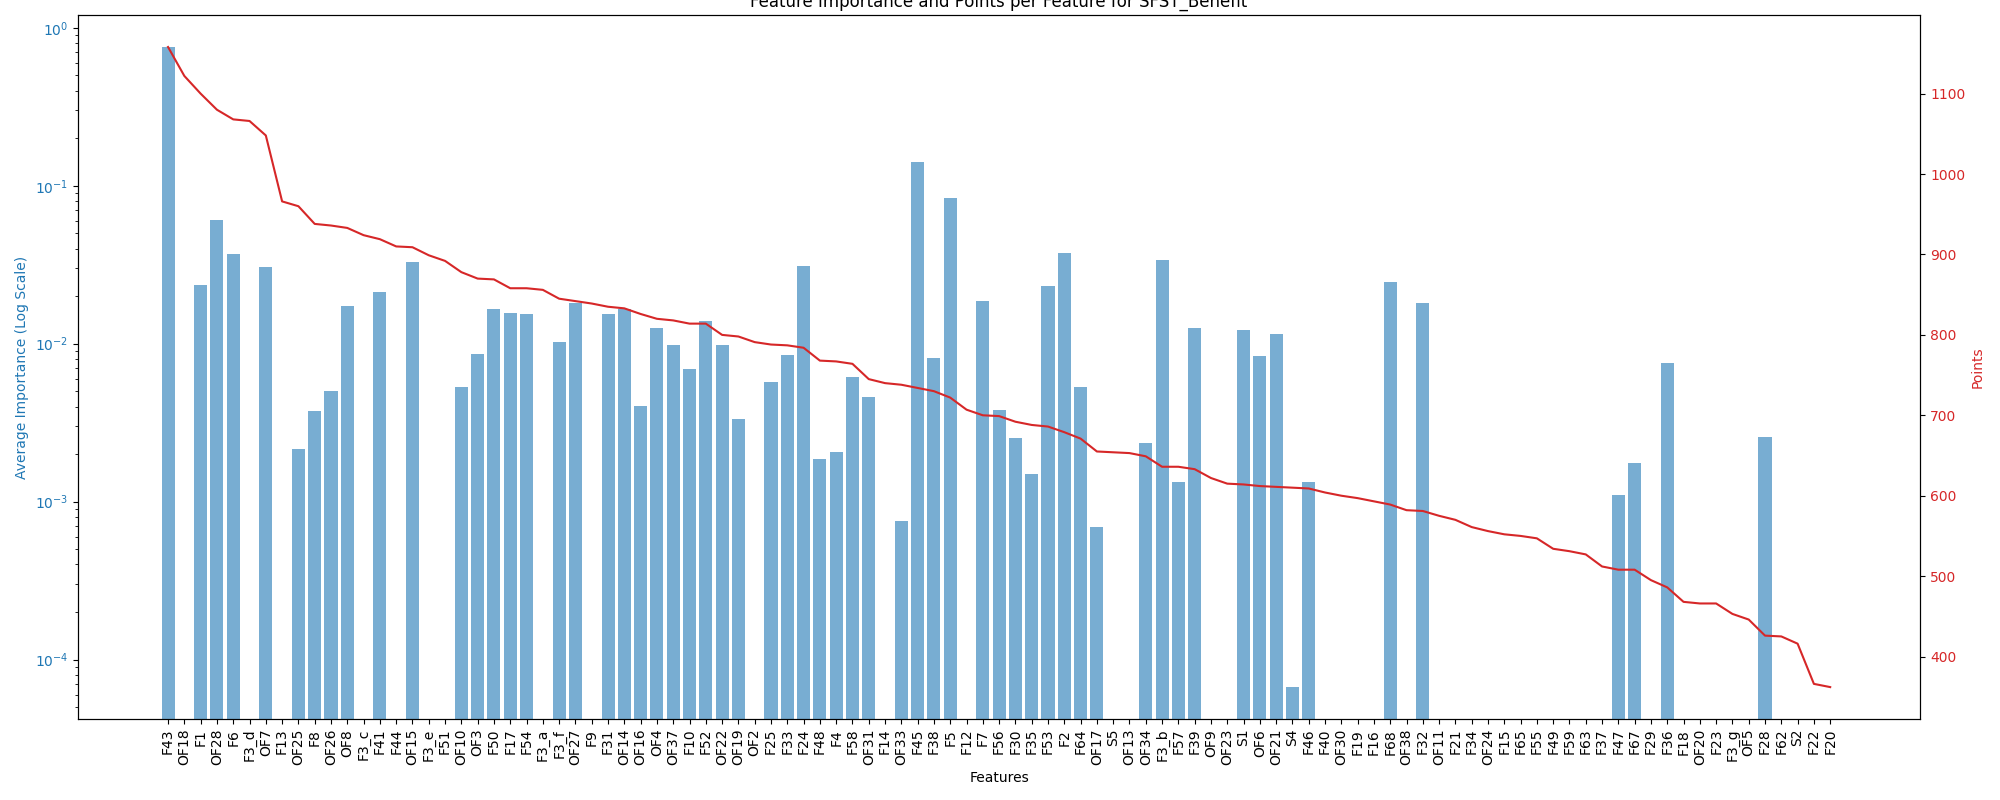 Feature Importance and Points per Feature for SFST_Benefit
10⁰
10⁻¹
10⁻²
10⁻³
10⁻⁴
Average Importance (Log Scale)
1100
1000
900
800
700
600
500
400
Points
F43 OF18 F1 OF28 F6 F3_d OF7 F13 OF25 F8 OF26 OF8 F3_c F41 F44 OF15 F3_e F51 OF10 OF3 F50 F17 F54 F3_a F3_f OF27 F9 F31 OF14 OF16 OF4 OF37 F10 F52 OF22 OF19 OF2 F25 F33 F24 F48 F4 F58 OF31 F14 OF33 F45 F38 F5 F12 F7 F56 F30 F35 F53 F2 F64 OF17 S5 OF13 OF34 F3_b F57 F39 OF9 OF23 S1 OF6 OF21 S4 F46 F40 OF30 F19 F16 F68 OF38 F32 OF11 F21 F34 OF24 F15 F65 F55 F49 F59 F63 F37 F47 F67 F29 F36 F18 OF20 F23 F3_g OF5 F28 F62 S2 F22 F20
Features